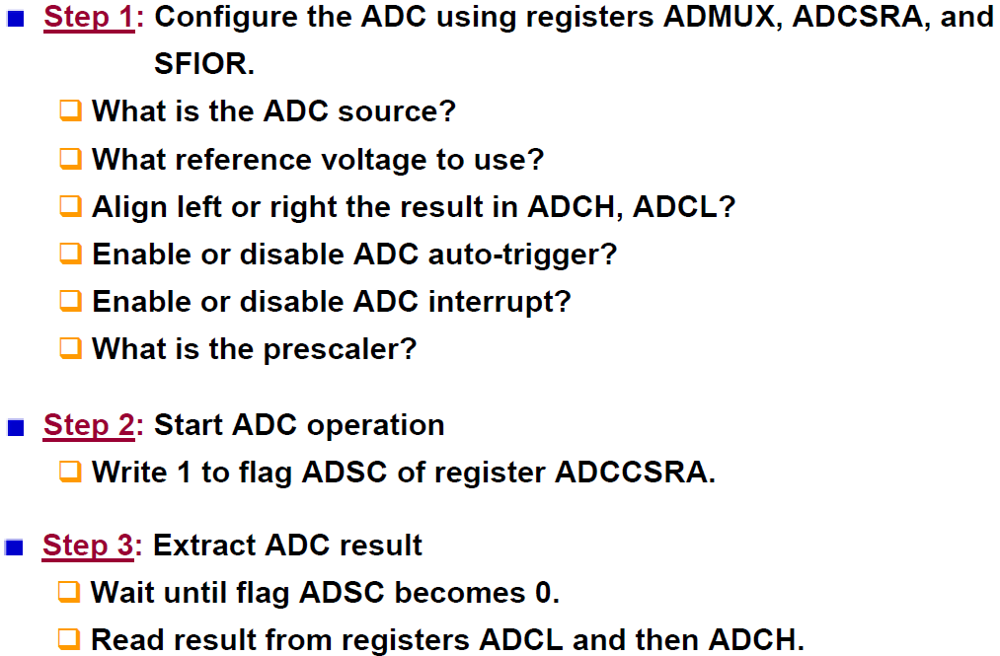 Step 1: Configure the ADC using registers ADMUX, ADCSRA, and
SFIOR.
What is the ADC source?
What reference voltage to use?
Align left or right the result in ADCH, ADCL?
Enable or disable ADC auto-trigger?
Enable or disable ADC interrupt?
What is the prescaler?
Step 2: Start ADC operation
Write 1 to flag ADSC of register ADCCSRA.
Step 3: Extract ADC result
Wait until flag ADSC becomes 0.
Read result from registers ADCL and then ADCH.